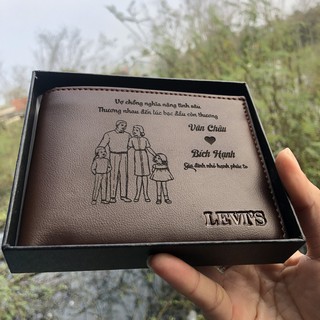 Vợ chồng nghĩa nặng tình sâu
Thương nhau đến lúc bạc đầu còn thương
Văn Châu
Bích Hạnh
Gia đình nhỏ hạnh phúc to
LEVI'S